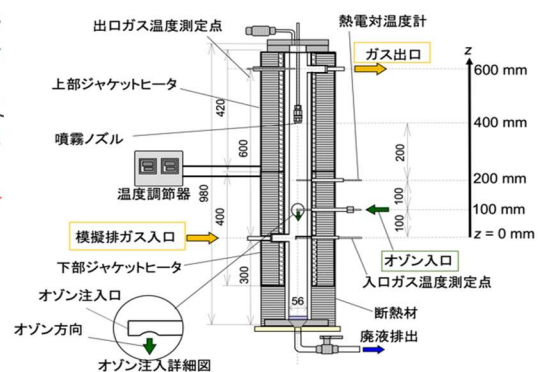 出口ガス温度測定点
熱電対温度計
ガス出口
z
600 mm
上部ジャケットヒータ
420
600
噴霧ノズル
400 mm
200
温度調節器
980
200 mm
100
400
100 mm
模擬排ガス入口
100
z = 0 mm
オゾン入口
下部ジャケットヒータ
入口ガス温度測定点
300
オゾン注入口
56
断熱材
オゾン方向
廃液排出
オゾン注入詳細図